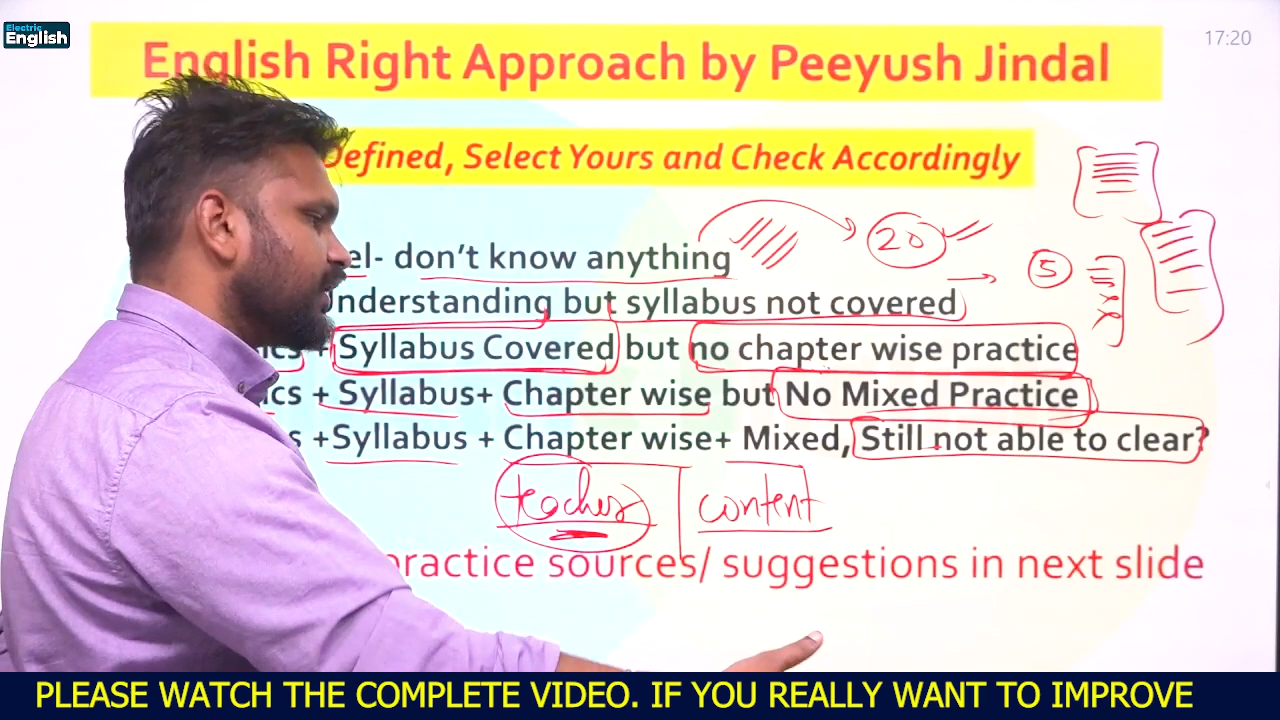 Electric
English
17:20
English Right Approach by Peeyush Jindal
Defined, Select Yours and Check Accordingly
el- don't know anything
20
Understanding but syllabus not covered
5
ics + Syllabus Covered but no chapter wise practice
ics + Syllabus+ Chapter wise but No Mixed Practice
s +Syllabus + Chapter wise+ Mixed, Still not able to clear?
teacher content
practice sources/ suggestions in next slide
PLEASE WATCH THE COMPLETE VIDEO. IF YOU REALLY WANT TO IMPROVE